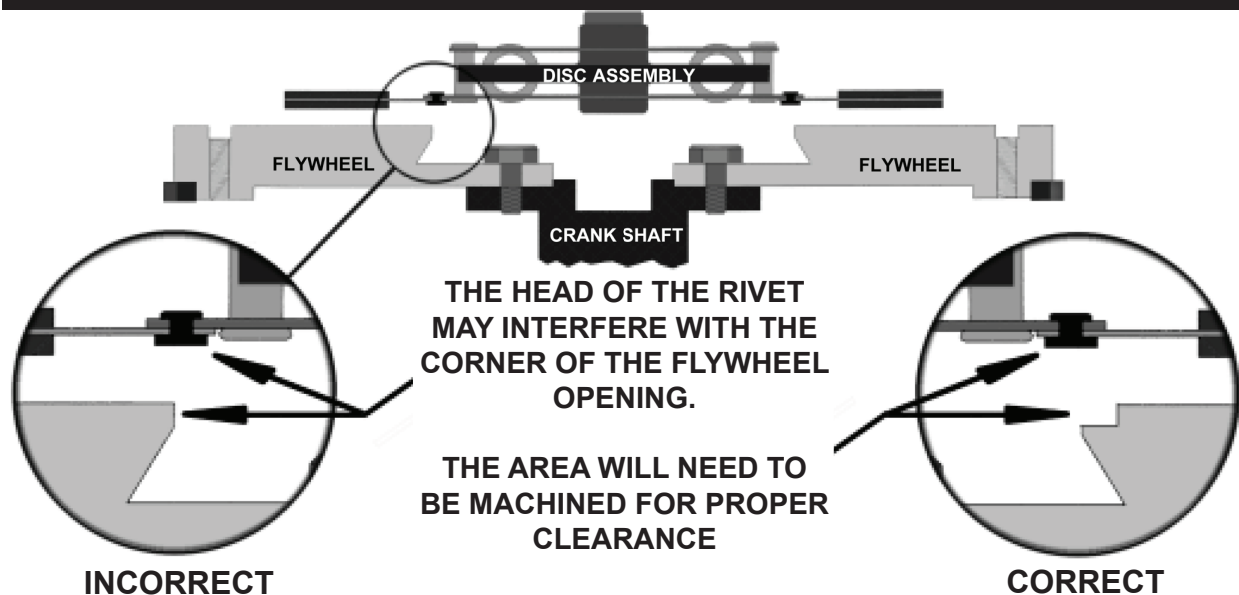 DISC ASSEMBLY
FLYWHEEL
FLYWHEEL
CRANK SHAFT
THE HEAD OF THE RIVET
MAY INTERFERE WITH THE
CORNER OF THE FLYWHEEL
OPENING.
THE AREA WILL NEED TO
BE MACHINED FOR PROPER
CLEARANCE
INCORRECT
CORRECT